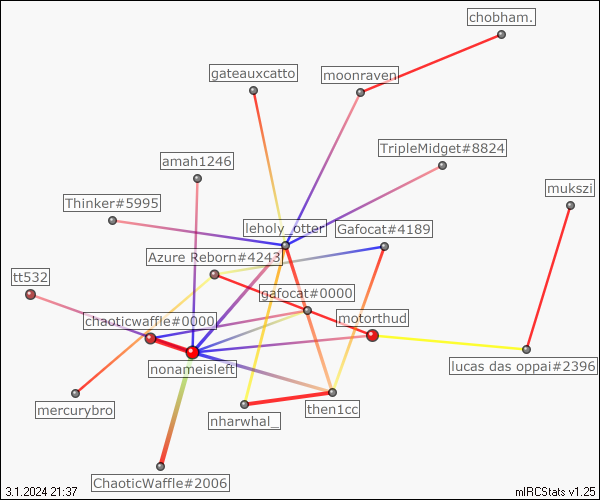 chobham.
gateauxcatto
moonraven
TripleMidget#8824
amah1246
mukszi
Thinker#5995
leholy_otter
Gafocat#4189
Azure Reborn#4243
tt532
gafocat#0000
chaoticwaffle#0000
motorthud
nonameisleft
lucas das oppai#2396
mercurybro
then1cc
nharwhal_
ChaoticWaffle#2006
3.1.2024 21:37
mIRCStats v1.25